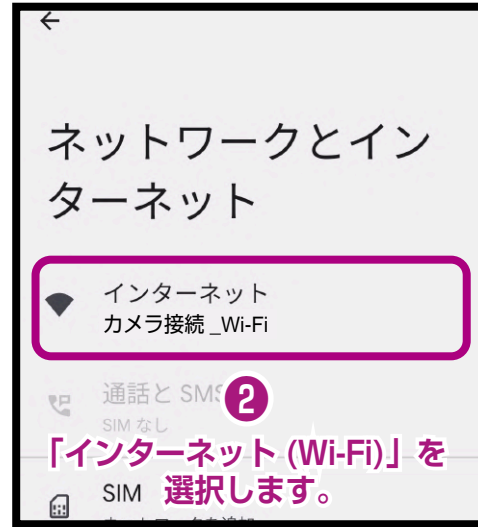 ←
ネットワークとイン
ターネット
インターネット
カメラ接続 _Wi-Fi
通話と SMS
2
SIM なし
「インターネット (Wi-Fi)」を
SIM 選択します。